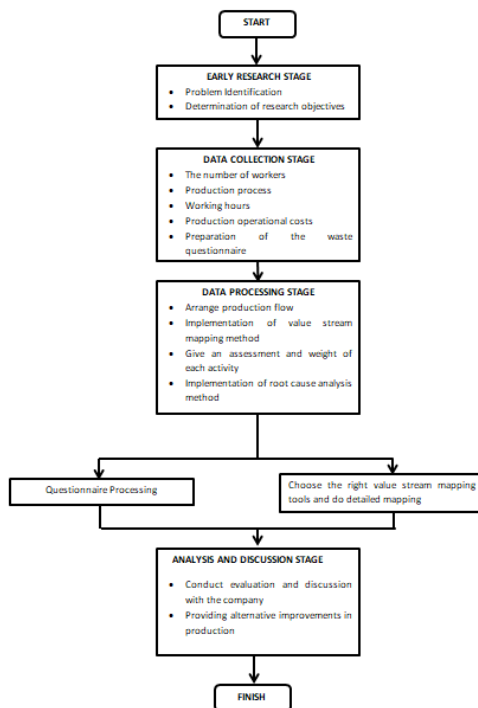 START
EARLY RESEARCH STAGE
• Problem Identification
• Determination of research objectives
DATA COLLECTION STAGE
• The number of workers
• Production process
• Working hours
• Production operational costs
• Preparation of the waste
questionnaire
DATA PROCESSING STAGE
• Arrange production flow
• Implementation of value stream
mapping method
• Give an assessment and weight of
each activity
• Implementation of root cause analysis
method
Questionnaire Processing
Choose the right value stream mapping
tools and do detailed mapping
ANALYSIS AND DISCUSSION STAGE
• Conduct evaluation and discussion
with the company
• Providing alternative improvements in
production
FINISH